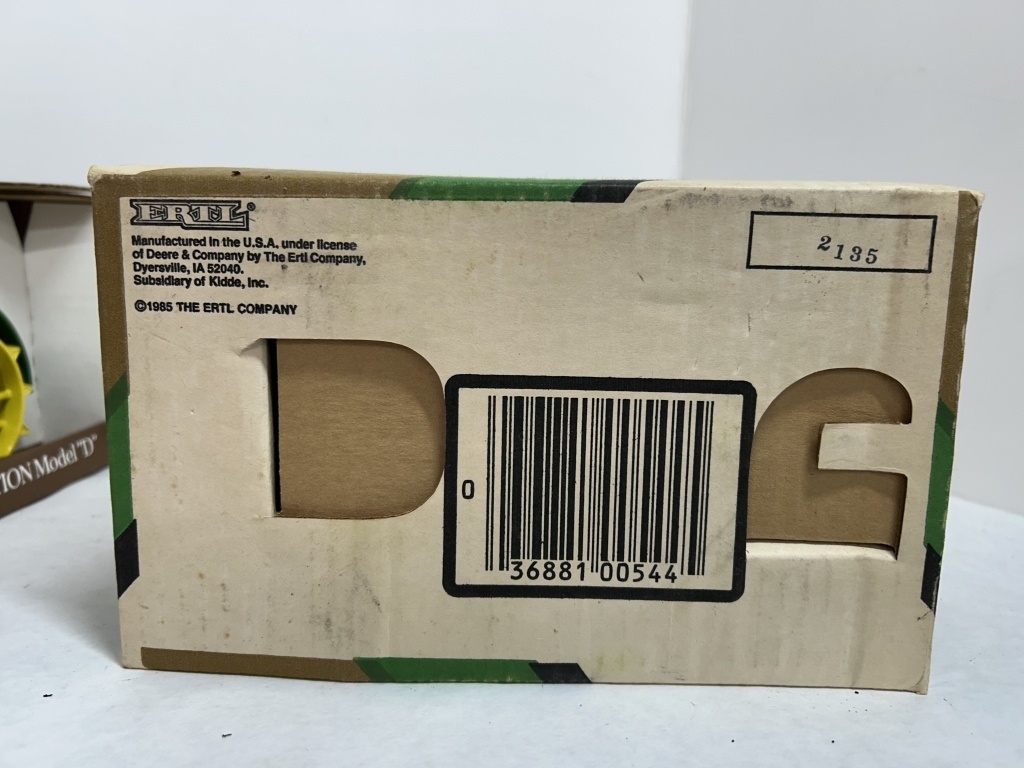 ERTL®
Manufactured in the U.S.A. under license
of Deere & Company by The Ertl Company,
Dyersville, IA 52040.
Subsidiary of Kidde, Inc.
©1985 THE ERTL COMPANY
2135
0 36881 00544
Model "D"